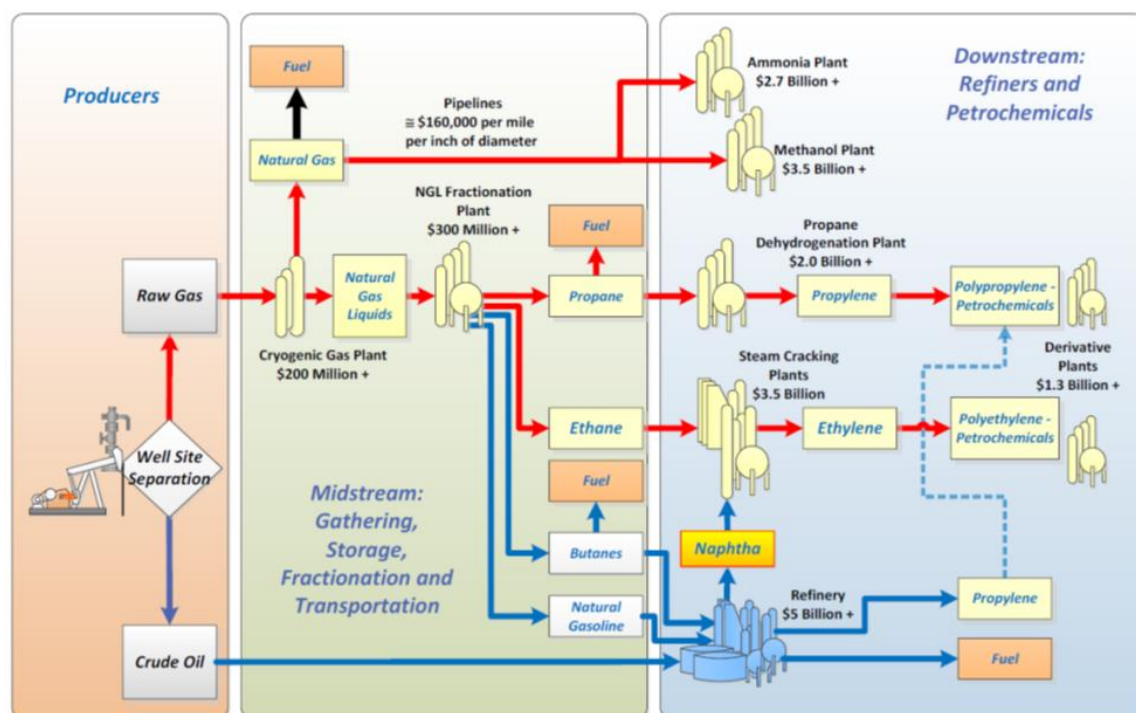 Producers
Raw Gas
Well Site
Separation
Crude Oil
Fuel
Natural Gas
Pipelines
≅ $160,000 per mile
per inch of diameter
NGL Fractionation
Plant
$300 Million +
Cryogenic Gas Plant
$200 Million +
Natural
Gas
Liquids
Fuel
Propane
Ethane
Fuel
Butanes
Natural
Gasoline
Midstream:
Gathering,
Storage,
Fractionation and
Transportation
Downstream:
Refiners and
Petrochemicals
Ammonia Plant
$2.7 Billion +
Methanol Plant
$3.5 Billion +
Propane
Dehydrogenation Plant
$2.0 Billion +
Propylene
Polypropylene -
Petrochemicals
Derivative
Plants
$1.3 Billion +
Steam Cracking
Plants
$3.5 Billion
Ethylene
Polyethylene -
Petrochemicals
Naphtha
Refinery
$5 Billion +
Propylene
Fuel